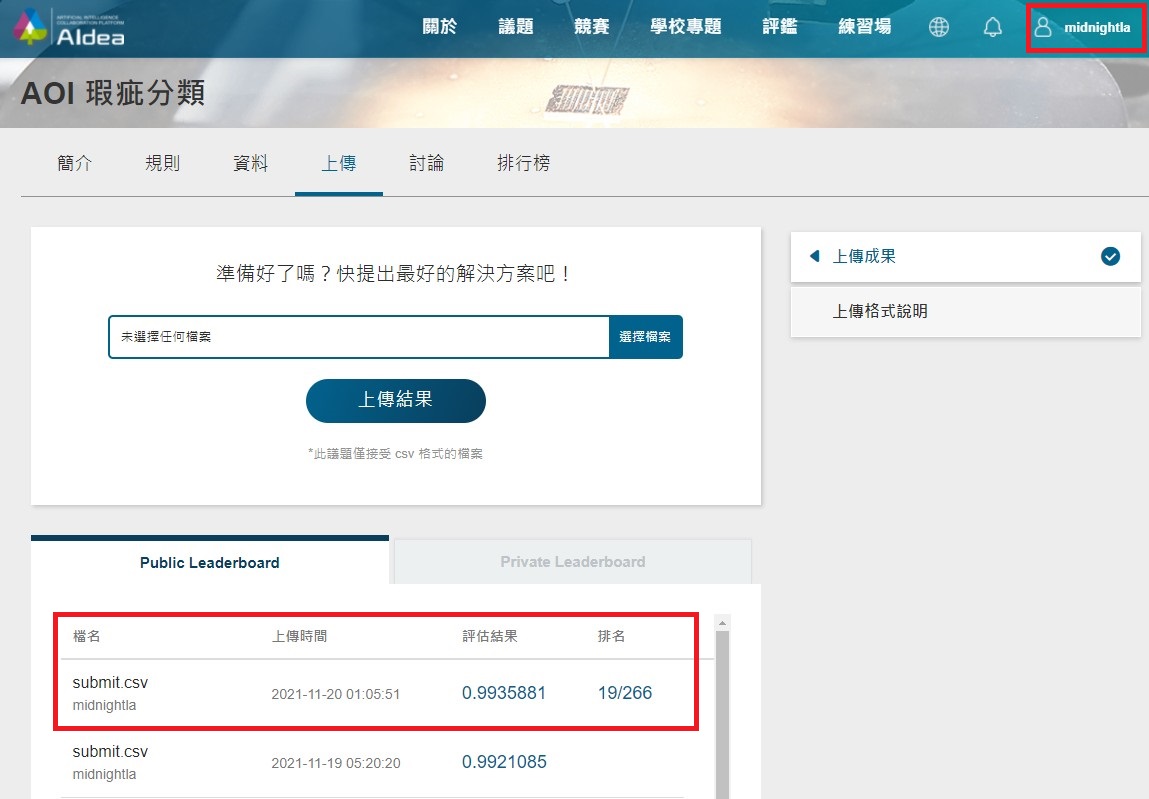 ARTIFICIAL INTELLIGENCE
COLLABORATION PLATFORM
AIdea
關於 議題 競賽 學校專題 評鑑 練習場 midnightla
AOI 瑕疵分類
簡介 規則 資料 上傳 討論 排行榜
準備好了嗎？快提出最好的解決方案吧！
未選擇任何檔案 選擇檔案
上傳結果
*此議題僅接受 csv 格式的檔案
上傳成果
上傳格式說明
Public Leaderboard Private Leaderboard
檔名 上傳時間 評估結果 排名
submit.csv
midnightla 2021-11-20 01:05:51 0.9935881 19/266
submit.csv
midnightla 2021-11-19 05:20:20 0.9921085